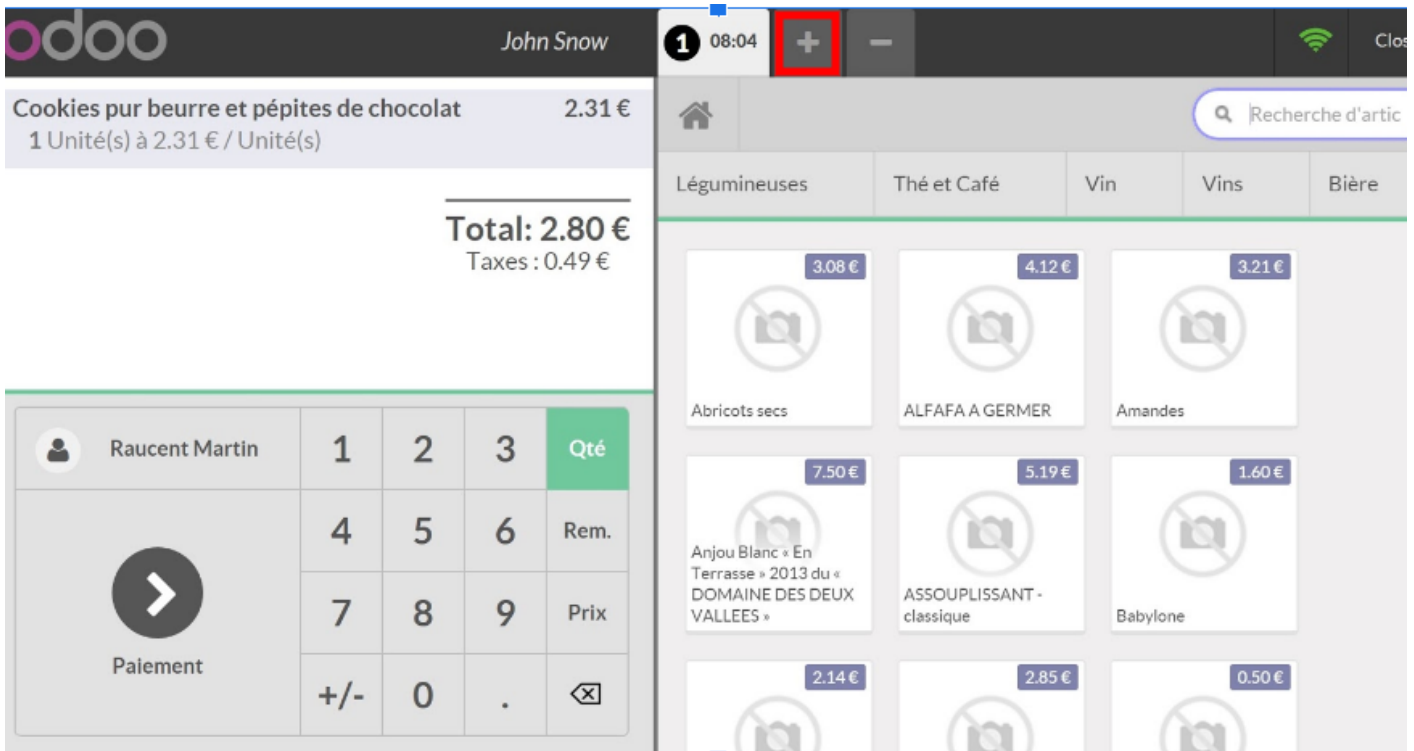 odoo
John Snow
1 08:04 + −
Clos
Cookies pur beurre et pépites de chocolat 2.31 €
1 Unité(s) à 2.31 € / Unité(s)
Total: 2.80 €
Taxes : 0.49 €
Raucent Martin
1 2 3 Qté
4 5 6 Rem.
7 8 9 Prix
+/- 0 .
Paiement
Recherche d'artic
Légumineuses Thé et Café Vin Vins Bière
3.08 € 4.12 € 3.21 €
Abricots secs ALFAFA A GERMER Amandes
7.50 € 5.19 € 1.60 €
Anjou Blanc « En
Terrasse » 2013 du «
DOMAINE DES DEUX
VALLEES »
ASSOUPLISSANT -
classique
Babylone
2.14 € 2.85 € 0.50 €